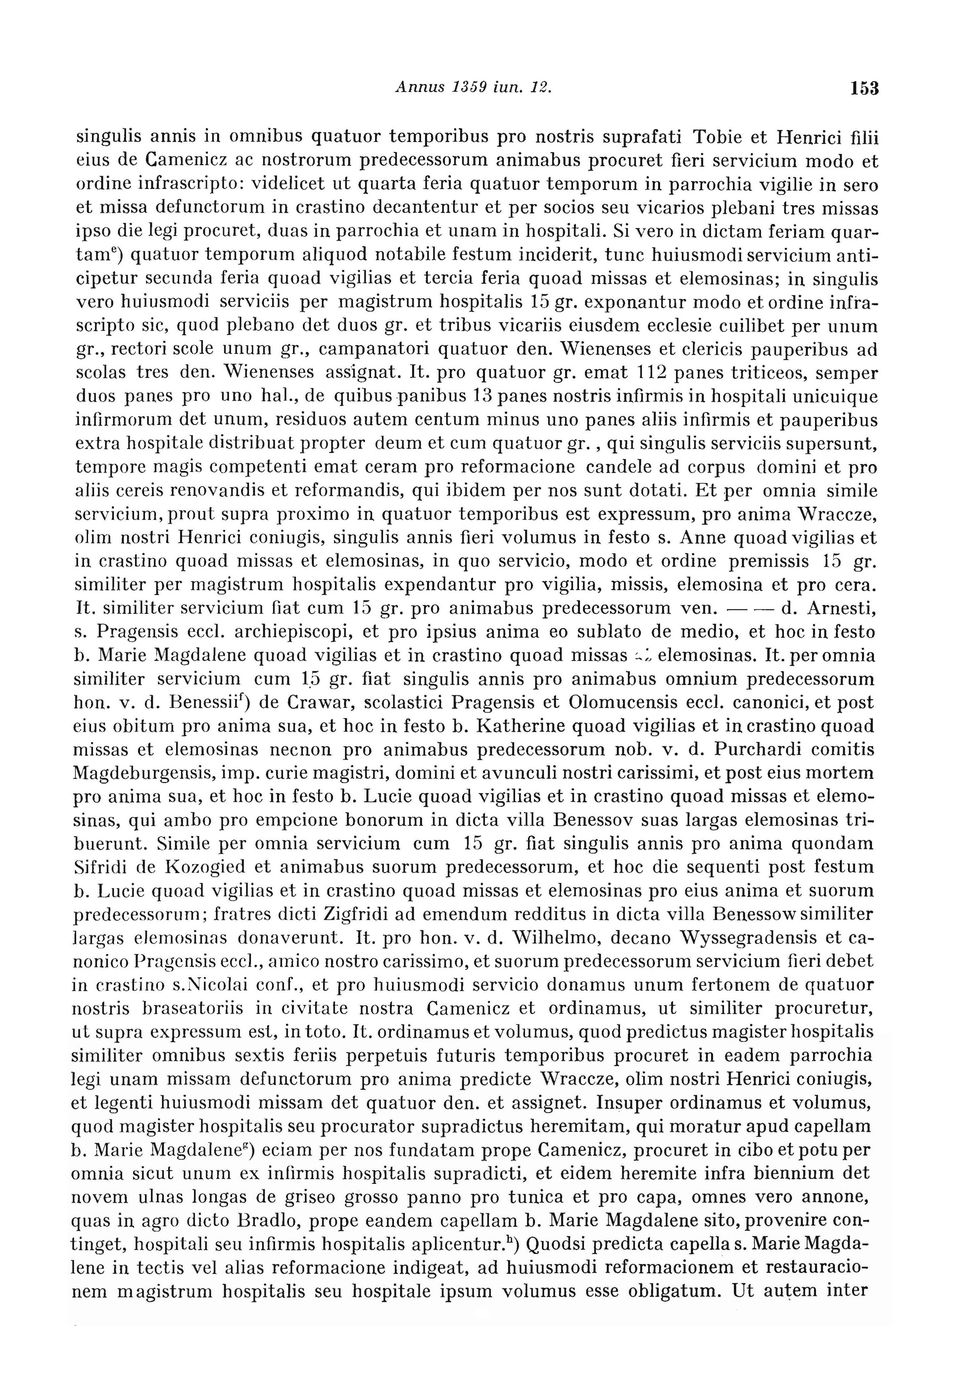 Annus 1359 iun. 12. 153
singulis annis in omnibus quatuor temporibus pro nostris suprafati Tobie et Henrici filii
eius de Camenicz ac nostrorum predecessorum animabus procuret fieri servicium modo et
ordine infrascripto: videlicet ut quarta feria quatuor temporum in parrochia vigilie in sero
et missa defunctorum in crastino decantentur et per socios seu vicarios plebani tres missas
ipso die legi procuret, duas in parrochia et unam in hospitali. Si vero in dictam feriam quar-
tamᵉ) quatuor temporum aliquod notabile festum inciderit, tunc huiusmodi servicium anti-
cipetur secunda feria quoad vigilias et tercia feria quoad missas et elemosinas; in singulis
vero huiusmodi serviciis per magistrum hospitalis 15 gr. exponantur modo et ordine infra-
scripto sic, quod plebano det duos gr. et tribus vicariis eiusdem ecclesie cuilibet per unum
gr., rectori scole unum gr., campanatori quatuor den. Wienenses et clericis pauperibus ad
scolas tres den. Wienenses assignat. It. pro quatuor gr. emat 112 panes triticeos, semper
duos panes pro uno hal., de quibus panibus 13 panes nostris infirmis in hospitali unicuique
infirmorum det unum, residuos autem centum minus uno panes aliis infirmis et pauperibus
extra hospitale distribuat propter deum et cum quatuor gr., qui singulis serviciis supersunt,
tempore magis competenti emat ceram pro reformacione candele ad corpus domini et pro
aliis cereis renovandis et reformandis, qui ibidem per nos sunt dotati. Et per omnia simile
servicium, prout supra proximo in quatuor temporibus est expressum, pro anima Wraccze,
olim nostri Henrici coniugis, singulis annis fieri volumus in festo s. Anne quoad vigilias et
in crastino quoad missas et elemosinas, in quo servicio, modo et ordine premissis 15 gr.
similiter per magistrum hospitalis expendantur pro vigilia, missis, elemosina et pro cera.
It. similiter servicium fiat cum 15 gr. pro animabus predecessorum ven. — — d. Arnesti,
s. Pragensis eccl. archiepiscopi, et pro ipsius anima eo sublato de medio, et hoc in festo
b. Marie Magdalene quoad vigilias et in crastino quoad missas elemosinas. It. per omnia
similiter servicium cum 15 gr. fiat singulis annis pro animabus omnium predecessorum
hon. v. d. Benessiiᶠ) de Crawar, scolastici Pragensis et Olomucensis eccl. canonici, et post
eius obitum pro anima sua, et hoc in festo b. Katherine quoad vigilias et in crastino quoad
missas et elemosinas necnon pro animabus predecessorum nob. v. d. Purchardi comitis
Magdeburgensis, imp. curie magistri, domini et avunculi nostri carissimi, et post eius mortem
pro anima sua, et hoc in festo b. Lucie quoad vigilias et in crastino quoad missas et elemo-
sinas, qui ambo pro empcione bonorum in dicta villa Benessov suas largas elemosinas tri-
buerunt. Simile per omnia servicium cum 15 gr. fiat singulis annis pro anima quondam
Sifridi de Kozogied et animabus suorum predecessorum, et hoc die sequenti post festum
b. Lucie quoad vigilias et in crastino quoad missas et elemosinas pro eius anima et suorum
predecessorum; fratres dicti Zigfridi ad emendum redditus in dicta villa Benessow similiter
largas elemosinas donaverunt. It. pro hon. v. d. Wilhelmo, decano Wyssegradensis et ca-
nonico Pragensis eccl., amico nostro carissimo, et suorum predecessorum servicium fieri debet
in crastino s. Nicolai conf., et pro huiusmodi servicio donamus unum fertonem de quatuor
nostris braseatoriis in civitate nostra Camenicz et ordinamus, ut similiter procuretur,
ut supra expressum est, in toto. It. ordinamus et volumus, quod predictus magister hospitalis
similiter omnibus sextis feriis perpetuis futuris temporibus procuret in eadem parrochia
legi unam missam defunctorum pro anima predicte Wraccze, olim nostri Henrici coniugis,
et legenti huiusmodi missam det quatuor den. et assignet. Insuper ordinamus et volumus,
quod magister hospitalis seu procurator supradictus heremitam, qui moratur apud capellam
b. Marie Magdaleneᵍ) eciam per nos fundatam prope Camenicz, procuret in cibo et potu per
omnia sicut unum ex infirmis hospitalis supradicti, et eidem heremite infra biennium det
novem ulnas longas de griseo grosso panno pro tunica et pro capa, omnes vero annone,
quas in agro dicto Bradlo, prope eandem capellam b. Marie Magdalene sito, provenire con-
tinget, hospitali seu infirmis hospitalis aplicentur.ʰ) Quodsi predicta capella s. Marie Magda-
lene in tectis vel alias reformacione indigeat, ad huiusmodi reformacionem et restauracio-
nem magistrum hospitalis seu hospitale ipsum volumus esse obligatum. Ut autem inter